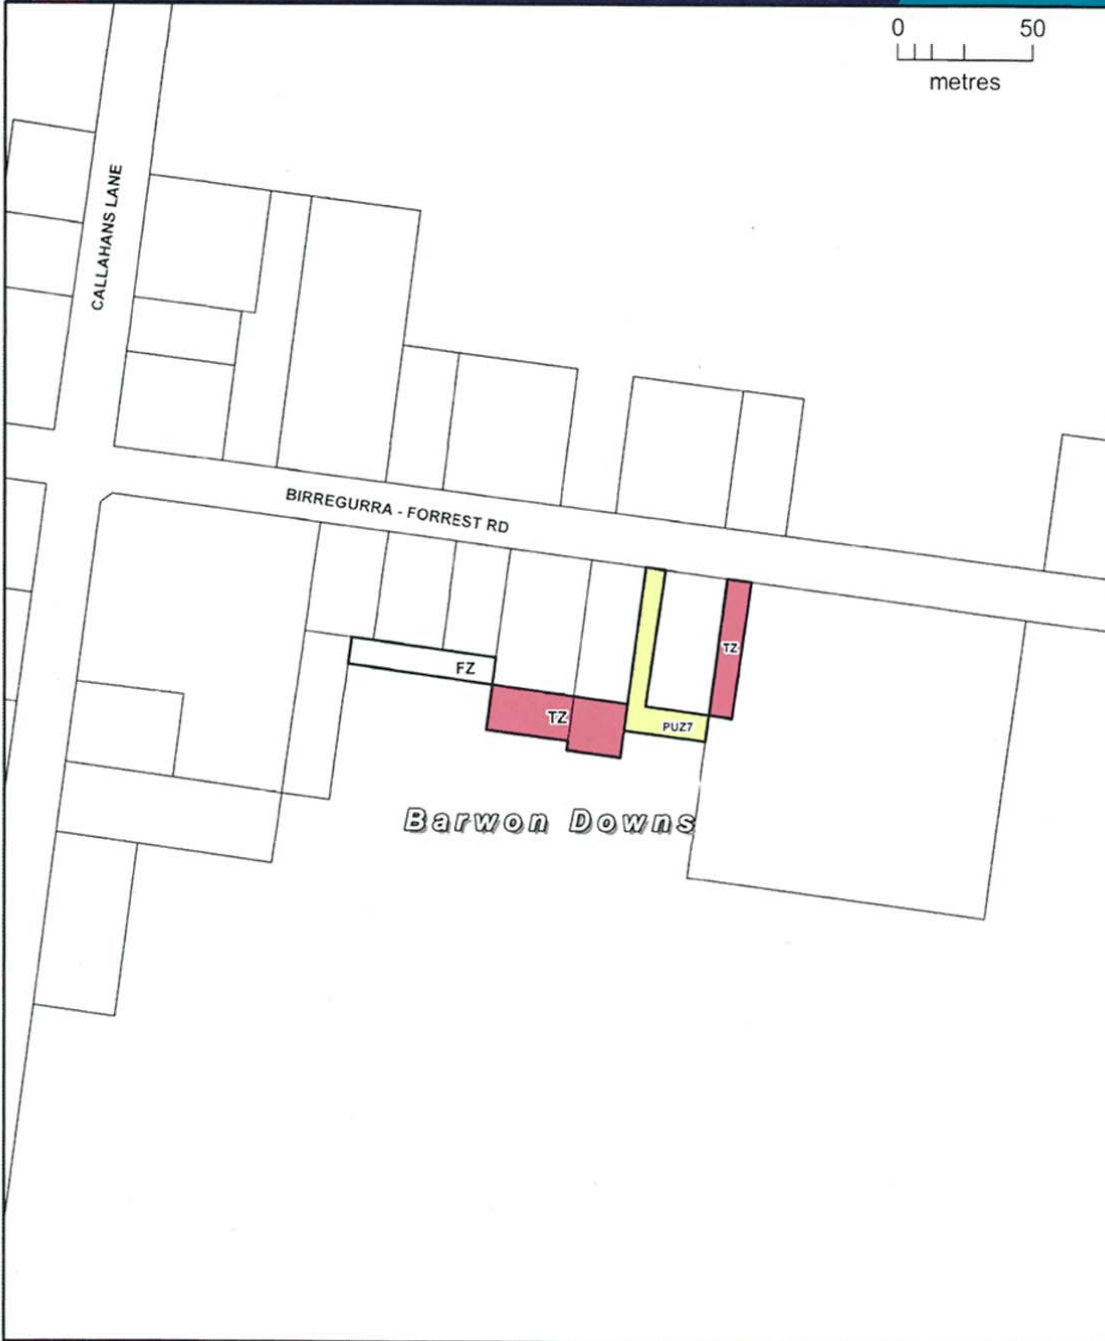 0 50
metres
CALLAHANS LANE
BIRREGURRA - FORREST RD
TZ
FZ
TZ
PUZ7
Barwon Downs